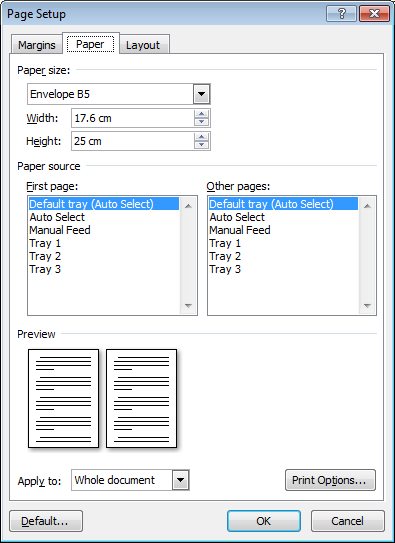 Page Setup
Margins Paper Layout
Paper size:
Envelope B5
Width: 17.6 cm
Height: 25 cm
Paper source
First page: Other pages:
Default tray (Auto Select) Default tray (Auto Select)
Auto Select Auto Select
Manual Feed Manual Feed
Tray 1 Tray 1
Tray 2 Tray 2
Tray 3 Tray 3
Preview
Apply to: Whole document Print Options...
Default... OK Cancel